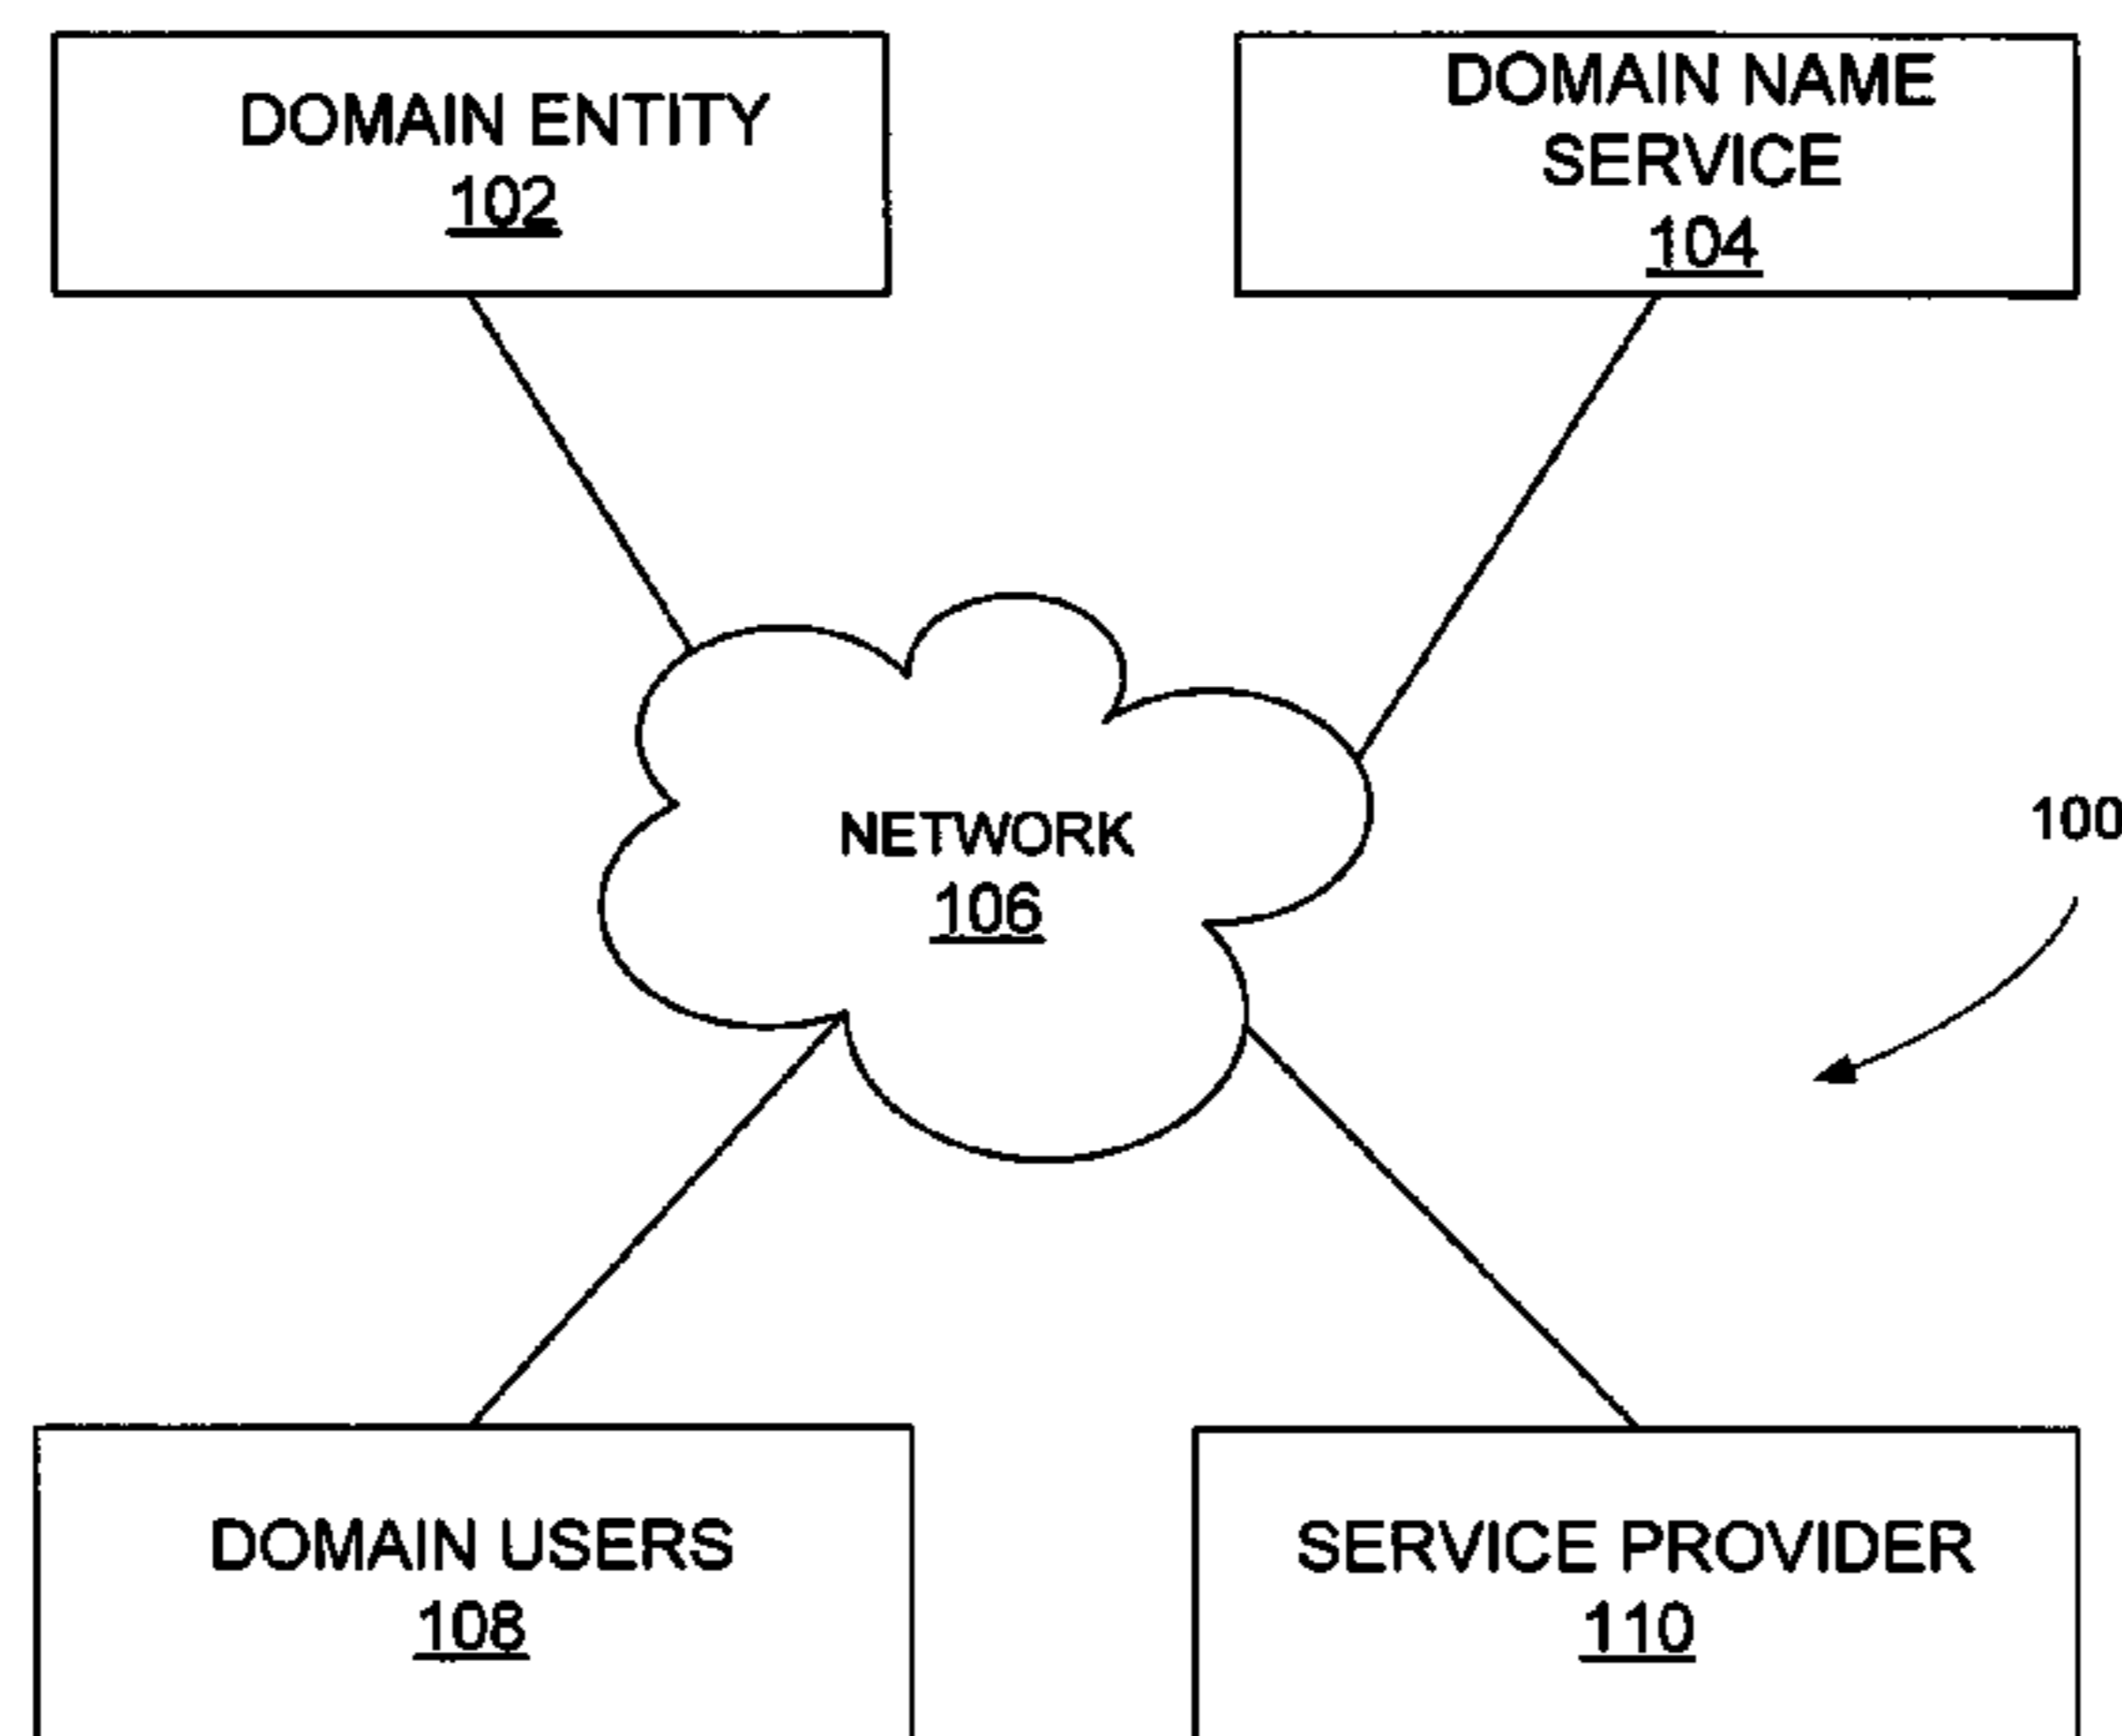 DOMAIN ENTITY
102
DOMAIN NAME
SERVICE
104
NETWORK
106
100
DOMAIN USERS
108
SERVICE PROVIDER
110